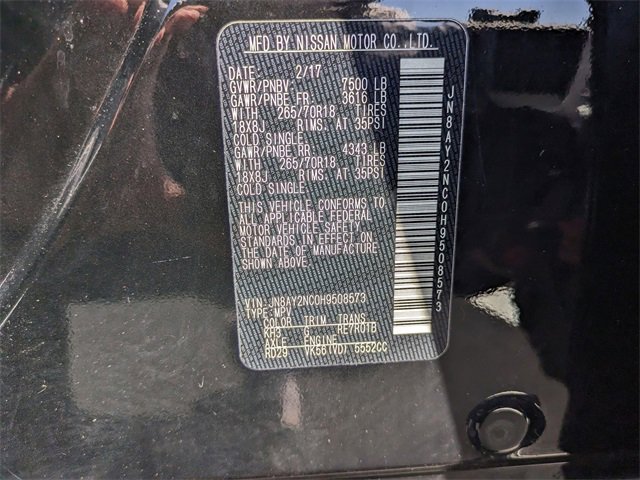 MFD BY NISSAN MOTOR CO.,LTD.
DATE: 2/17
GVWR/PNBV: 7500 LB
GAWR/PNBE FR 3616 LB
WITH 265/70R18 TIRES
18X8J RIMS. AT 35PSI
COLD SINGLE
GAWR/PNBE RR 4343 LB
WITH 265/70R18 TIRES
18X8J RIMS. AT 35PSI
COLD SINGLE
THIS VEHICLE CONFORMS TO
ALL APPLICABLE FEDERAL
MOTOR VEHICLE SAFETY
STANDARDS IN EFFECT ON
THE DATE OF MANUFACTURE
SHOWN ABOVE.
VIN: JN8AY2NC0H9508573
TYPE: MPV
COLOR TRIM TRANS
G RE7R01B
AXLE ENGINE
RD29 VK56(VD) 5552CC
JN8AY2NC0H9508573